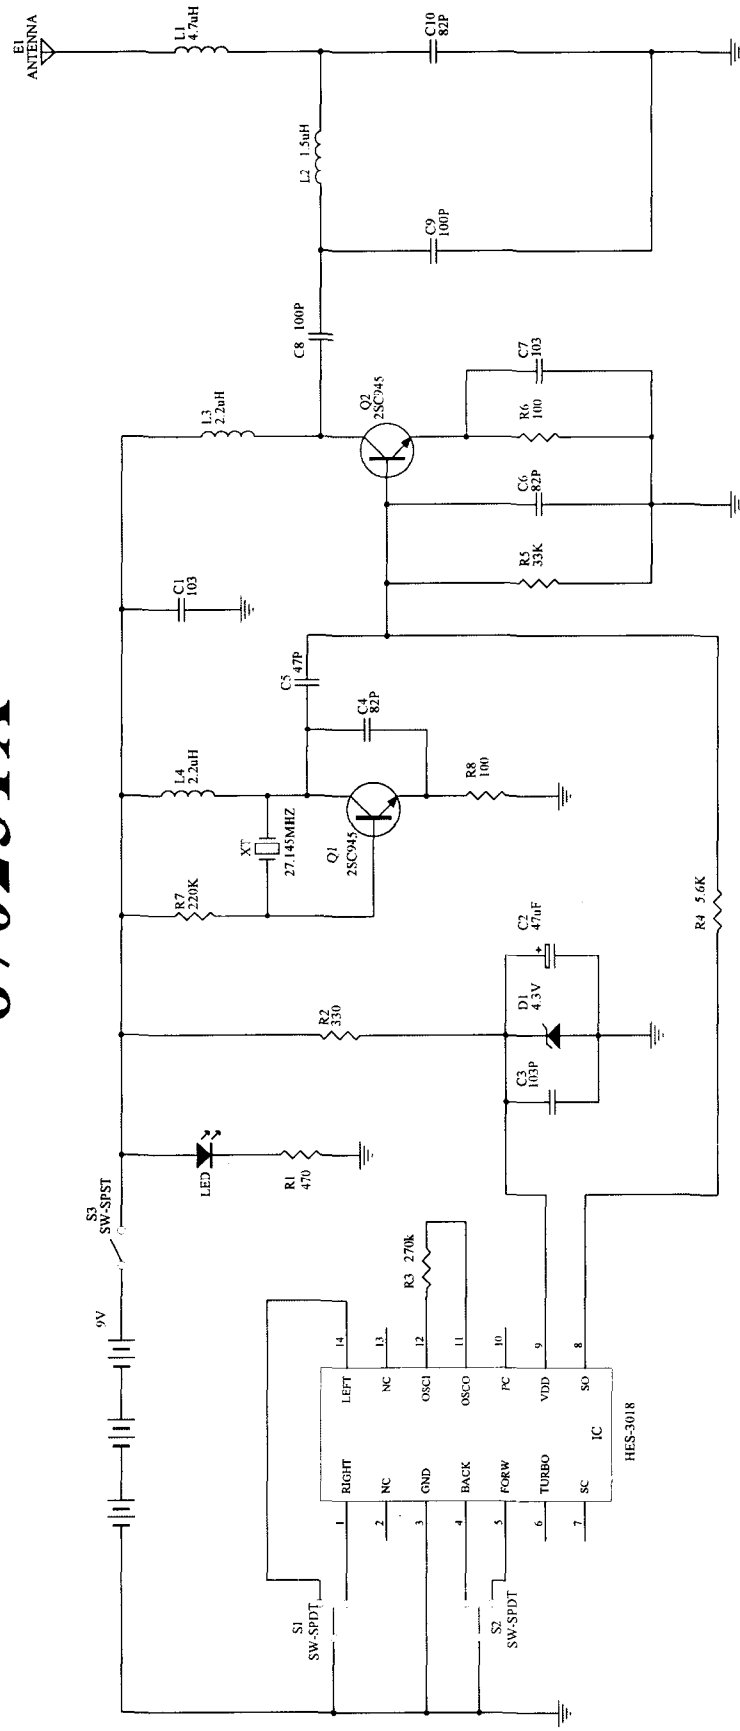 E1
ANTENNA
L1
4.7uH
C10
82P
L2 1.5uH
C9
100P
C8 100P
L3
2.2uH
Q2
2SC945
C7
103
R6
100
C6
82P
R5
33K
C1
103
C5 47P
C4
82P
L4
2.2uH
XT
27.145MHZ
Q1
2SC945
R8
100
R7
220K
R4 5.6K
C2
47uF
+
D1
4.3V
C3
103P
R2
330
LED
R1
470
S3
SW-SPST
9V
R3 270k
14
LEFT
13
NC
12
OSCI
11
OSCO
10
PC
9
VDD
8
SO
IC
HES-3018
RIGHT
1
NC
2
GND
3
BACK
4
FORW
5
TURBO
6
SC
7
S1
SW-SPDT
S2
SW-SPDT